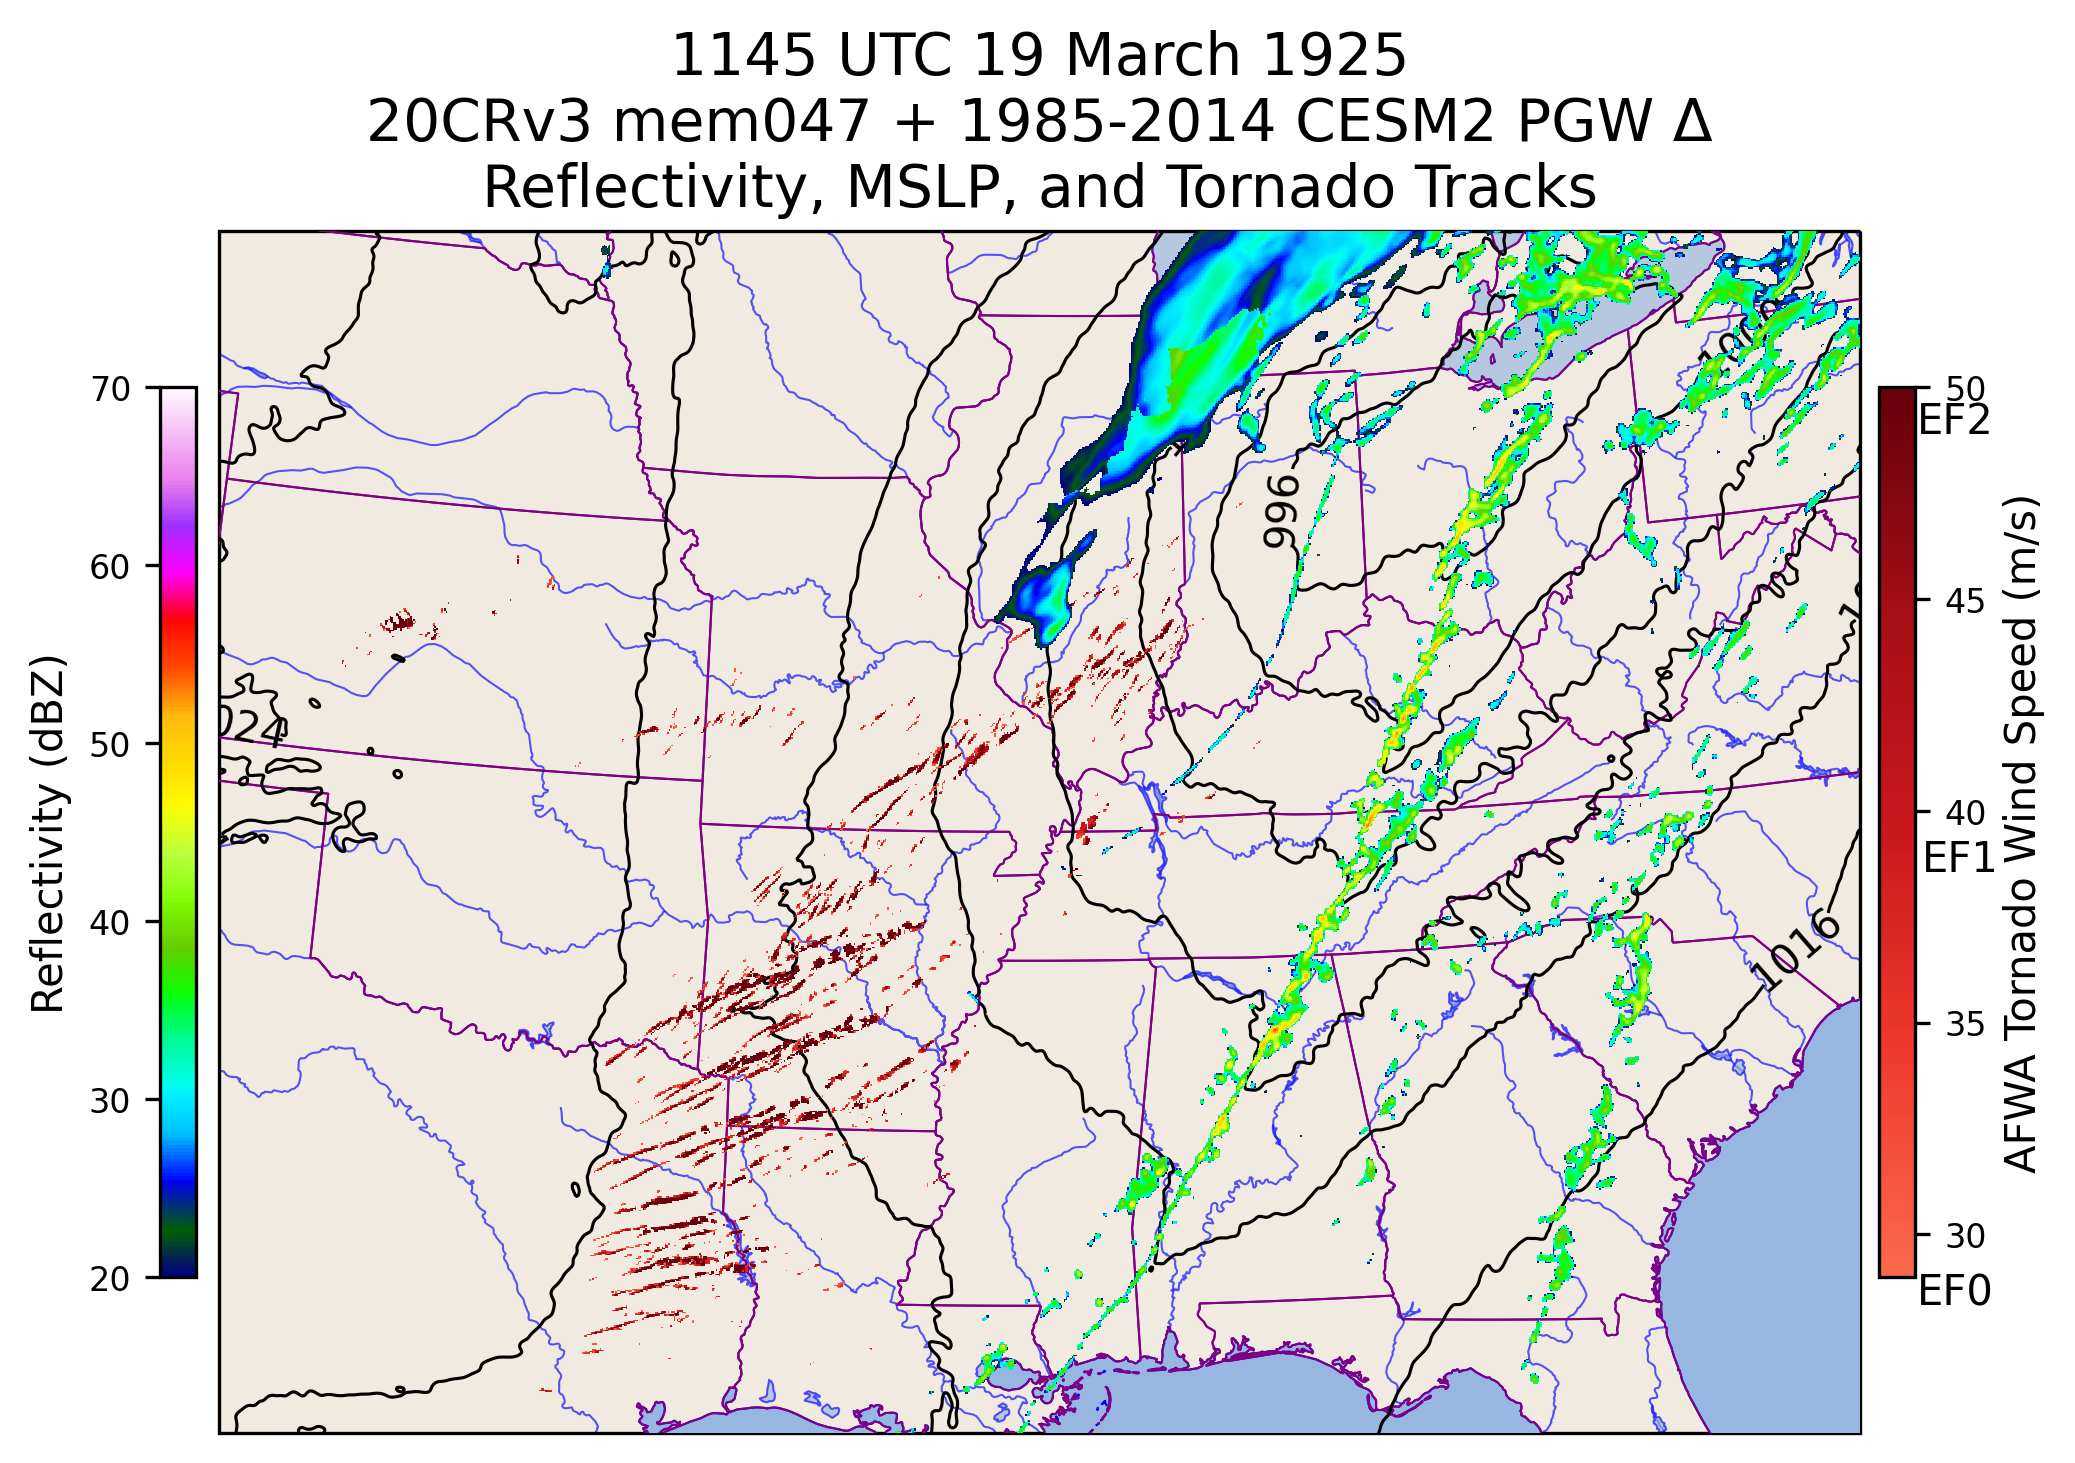 1145 UTC 19 March 1925
20CRv3 mem047 + 1985-2014 CESM2 PGW Δ
Reflectivity, MSLP, and Tornado Tracks
70
60
50
40
30
20
Reflectivity (dBZ)
996
024
1016
50
EF2
45
40
EF1
35
30
EF0
AFWA Tornado Wind Speed (m/s)